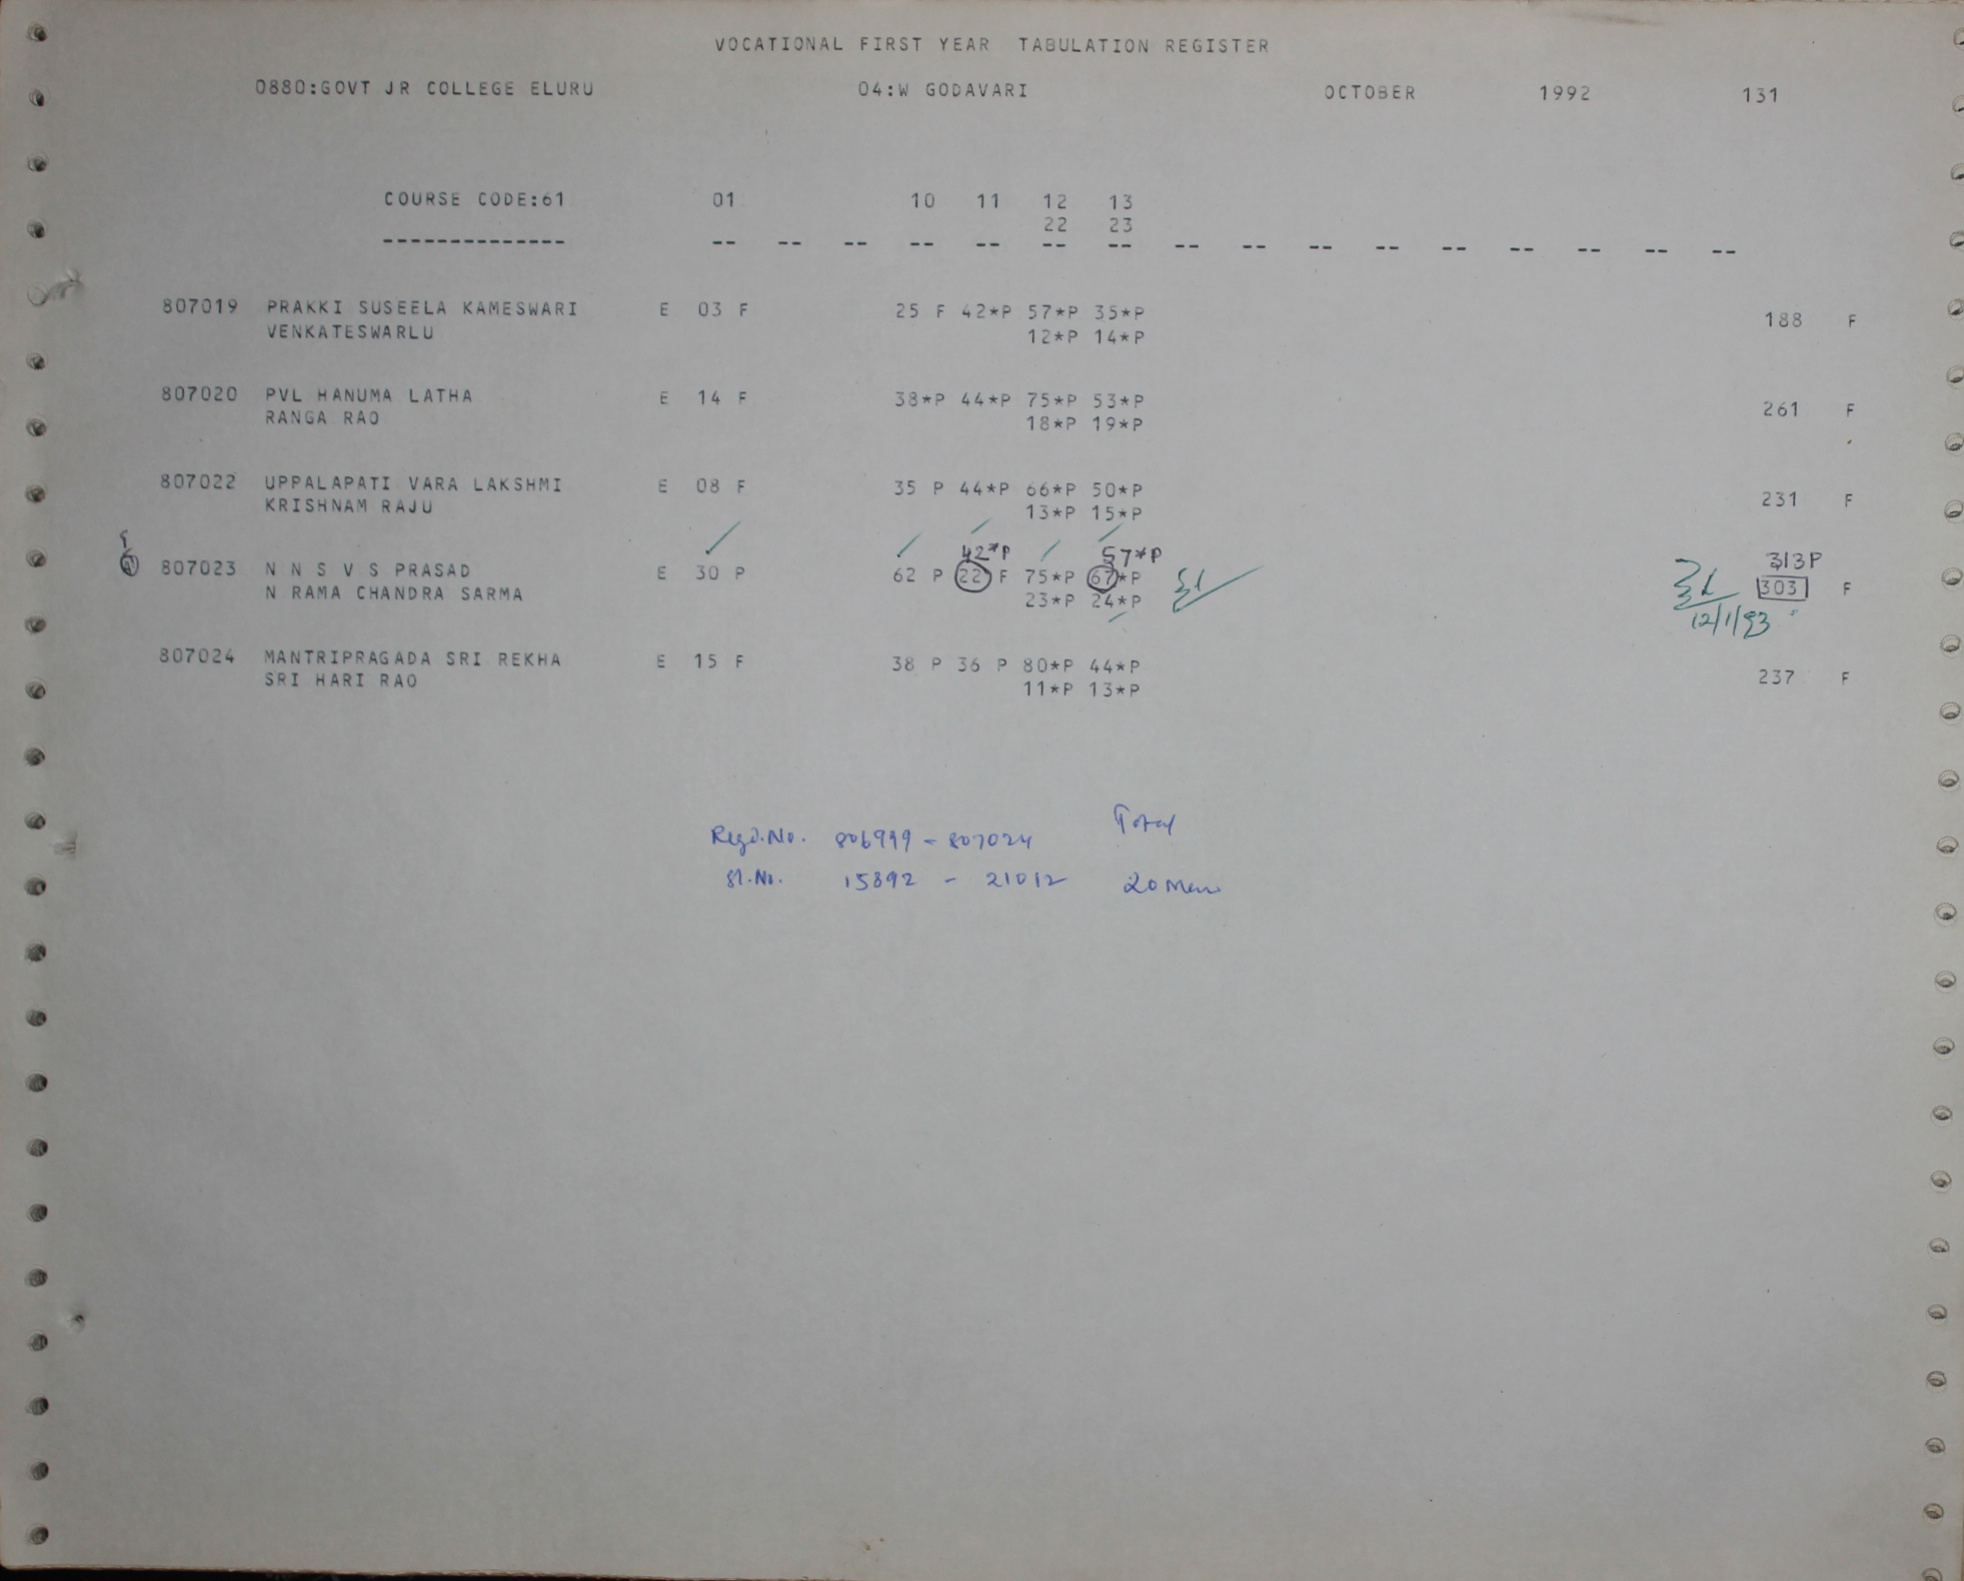 VOCATIONAL FIRST YEAR TABULATION REGISTER
0880:GOVT JR COLLEGE ELURU 04:W GODAVARI OCTOBER 1992 131
COURSE CODE:61 01 10 11 12 13
22 23
-------------- -- -- -- -- -- -- -- -- -- -- -- -- -- -- -- --
807019 PRAKKI SUSEELA KAMESWARI E 03 F 25 F 42*P 57*P 35*P 188 F
VENKATESWARLU 12*P 14*P
807020 PVL HANUMA LATHA E 14 F 38*P 44*P 75*P 53*P 261 F
RANGA RAO 18*P 19*P
807022 UPPALAPATI VARA LAKSHMI E 08 F 35 P 44*P 66*P 50*P 231 F
KRISHNAM RAJU 13*P 15*P
42*P 57*P 313P
807023 N N S V S PRASAD E 30 P 62 P 22 F 75*P 67*P 303 F
N RAMA CHANDRA SARMA 23*P 24*P
12/1/93
807024 MANTRIPRAGADA SRI REKHA E 15 F 38 P 36 P 80*P 44*P 237 F
SRI HARI RAO 11*P 13*P
Regd.No. 806999 - 807024 Total
Sl.No. 15892 - 21012 20